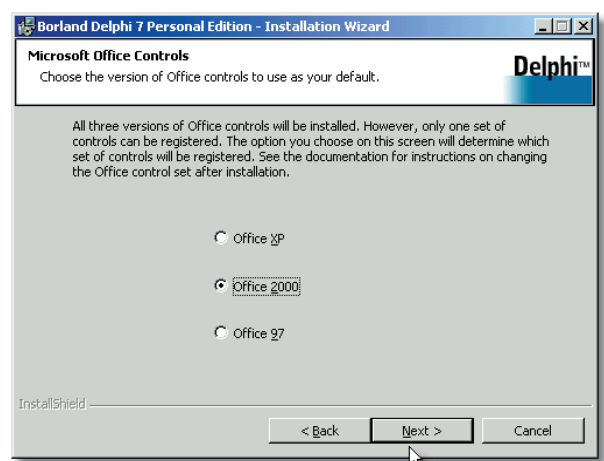 Borland Delphi 7 Personal Edition - Installation Wizard
Microsoft Office Controls
Choose the version of Office controls to use as your default.
Delphi™
All three versions of Office controls will be installed. However, only one set of
controls can be registered. The option you choose on this screen will determine which
set of controls will be registered. See the documentation for instructions on changing
the Office control set after installation.
Office XP
Office 2000
Office 97
InstallShield
< Back
Next >
Cancel